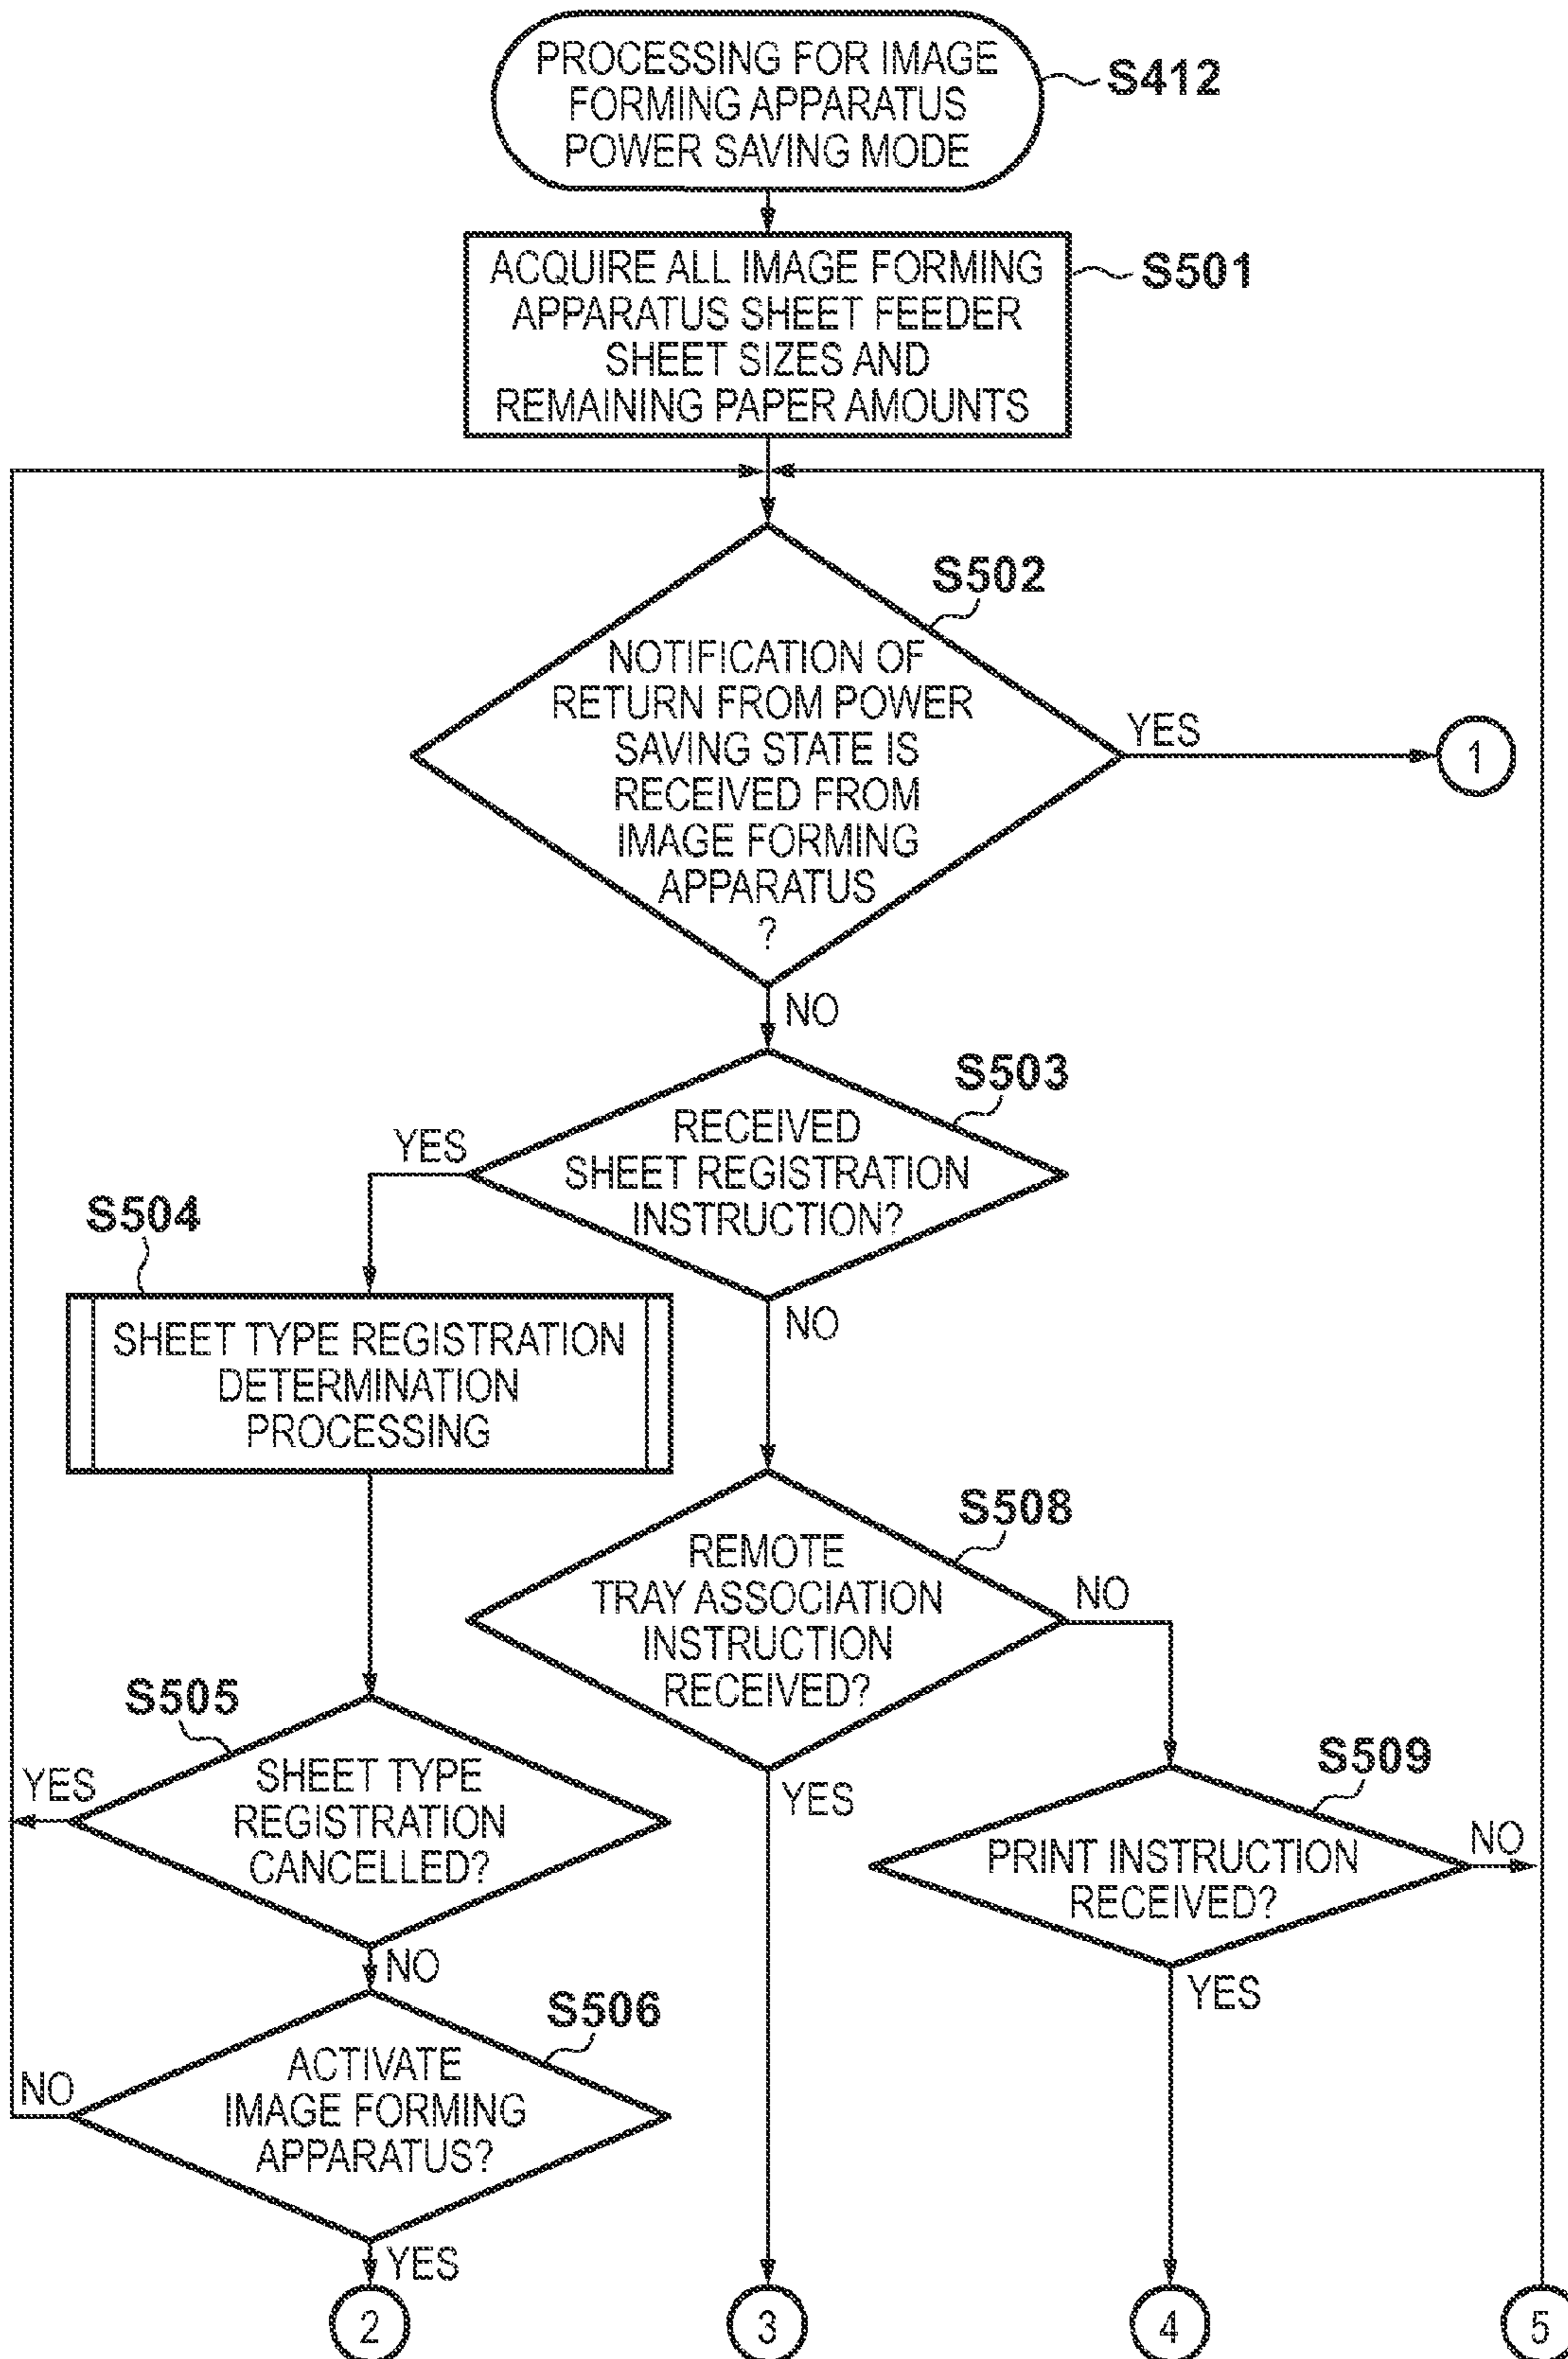 PROCESSING FOR IMAGE
FORMING APPARATUS
POWER SAVING MODE
S412
ACQUIRE ALL IMAGE FORMING
APPARATUS SHEET FEEDER
SHEET SIZES AND
REMAINING PAPER AMOUNTS
S501
S502
NOTIFICATION OF
RETURN FROM POWER
SAVING STATE IS
RECEIVED FROM
IMAGE FORMING
APPARATUS
?
YES
1
NO
S503
RECEIVED
SHEET REGISTRATION
INSTRUCTION?
YES
NO
S504
SHEET TYPE REGISTRATION
DETERMINATION
PROCESSING
S508
REMOTE
TRAY ASSOCIATION
INSTRUCTION
RECEIVED?
NO
YES
S505
SHEET TYPE
REGISTRATION
CANCELLED?
YES
NO
S509
PRINT INSTRUCTION
RECEIVED?
NO
YES
S506
ACTIVATE
IMAGE FORMING
APPARATUS?
NO
YES
2
3
4
5